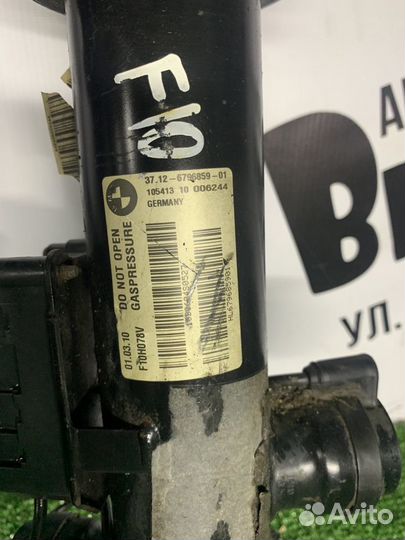 F10
37.12-6796859-01
105413 10 006244
GERMANY
DO NOT OPEN
GASPRESSURE
01.03.10
F10H078V
HL679685901
УЛ.
Avito